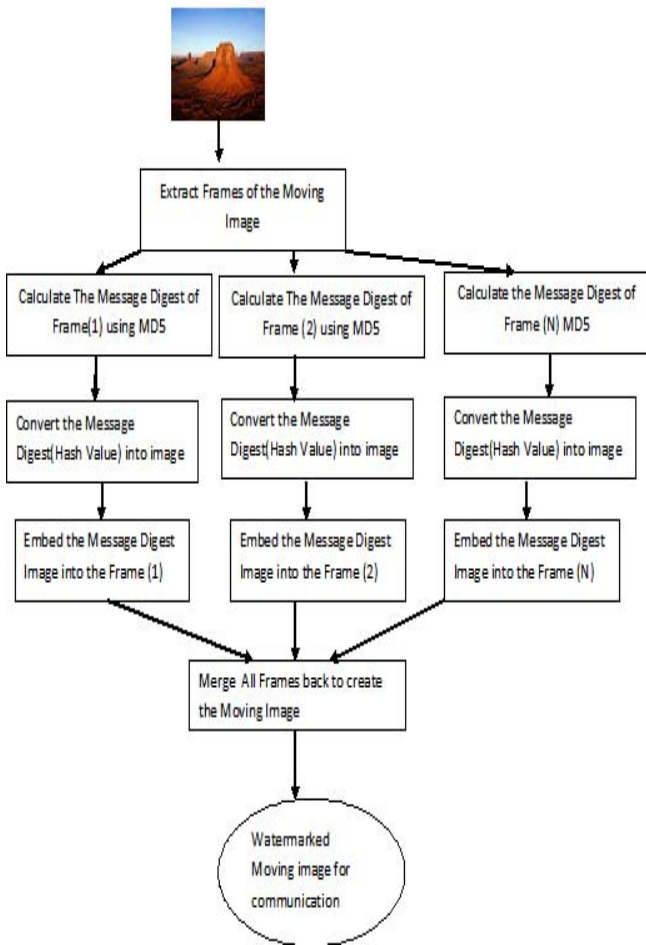 Extract Frames of the Moving
Image
Calculate The Message Digest of
Frame(1) using MD5
Calculate The Message Digest of
Frame (2) using MD5
Calculate the Message Digest of
Frame (N) MD5
Convert the Message
Digest(Hash Value) into image
Convert the Message
Digest(Hash Value) into image
Convert the Message
Digest(Hash Value) into image
Embed the Message Digest
Image into the Frame (1)
Embed the Message Digest
Image into the Frame (2)
Embed the Message Digest
Image into the Frame (N)
Merge All Frames back to create
the Moving Image
Watermarked
Moving image for
communication